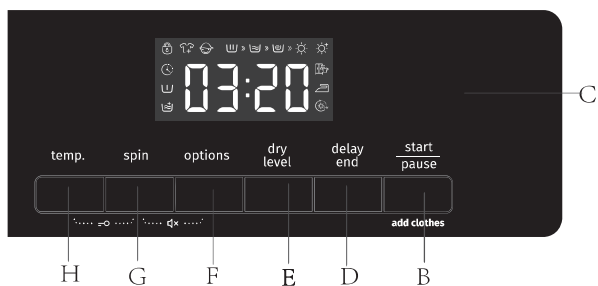 03:20
C
temp. spin options dry level delay end start pause
add clothes
H G F E D B